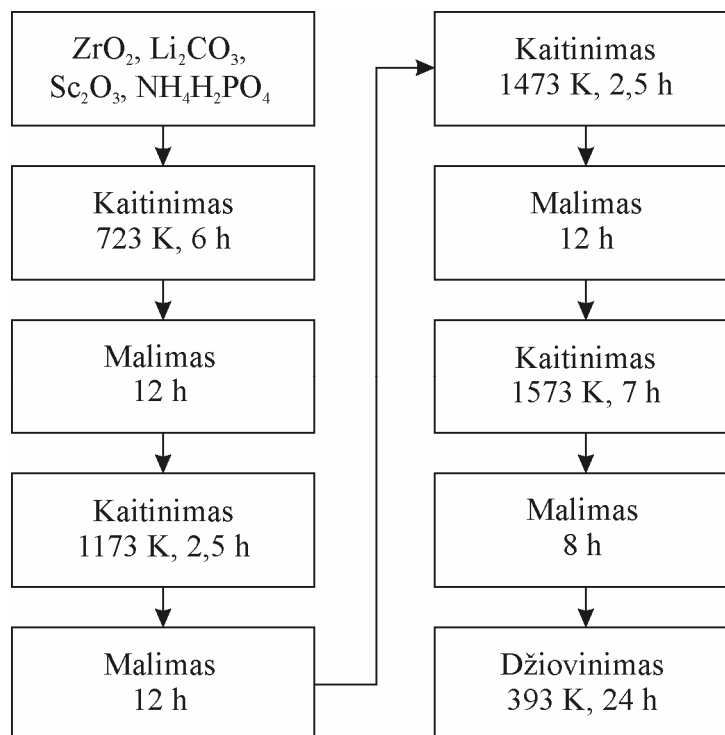 ZrO₂, Li₂CO₃,
Sc₂O₃, NH₄H₂PO₄
Kaitinimas
723 K, 6 h
Malimas
12 h
Kaitinimas
1173 K, 2,5 h
Malimas
12 h
Kaitinimas
1473 K, 2,5 h
Malimas
12 h
Kaitinimas
1573 K, 7 h
Malimas
8 h
Džiovinimas
393 K, 24 h